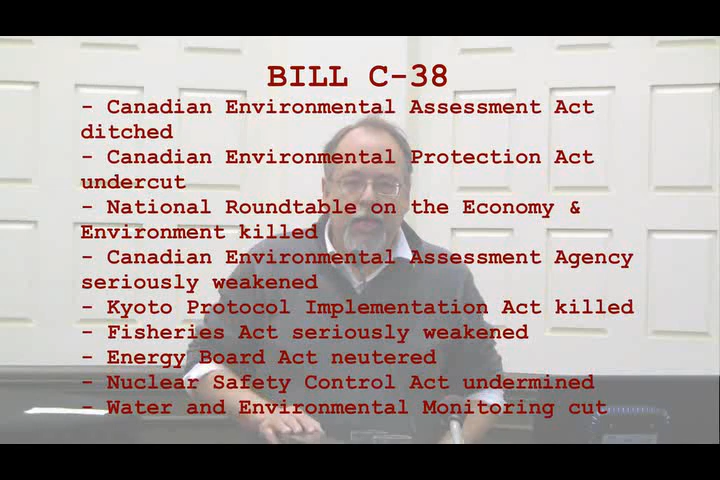 BILL C-38
- Canadian Environmental Assessment Act
ditched
- Canadian Environmental Protection Act
undercut
- National Roundtable on the Economy &
Environment killed
- Canadian Environmental Assessment Agency
seriously weakened
- Kyoto Protocol Implementation Act killed
- Fisheries Act seriously weakened
- Energy Board Act neutered
- Nuclear Safety Control Act undermined
- Water and Environmental Monitoring cut